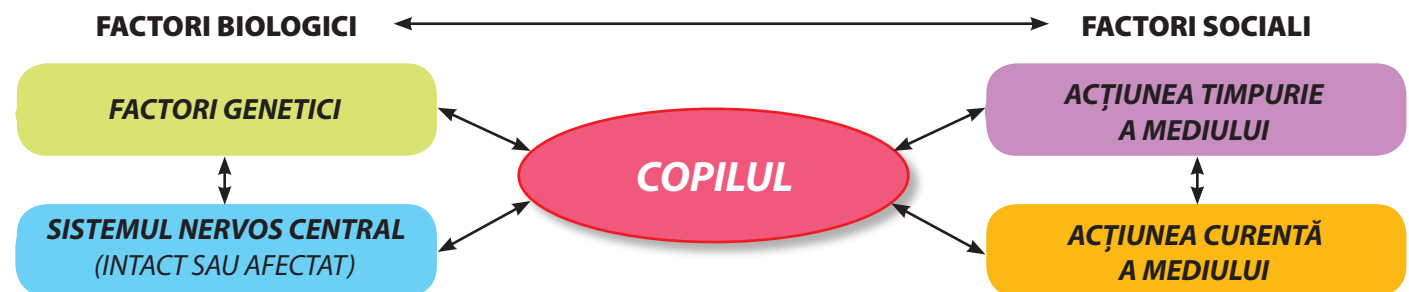 FACTORI BIOLOGICI
FACTORI SOCIALI
FACTORI GENETICI
SISTEMUL NERVOS CENTRAL
(INTACT SAU AFECTAT)
COPILUL
ACȚIUNEA TIMPURIE
A MEDIULUI
ACȚIUNEA CURENTĂ
A MEDIULUI